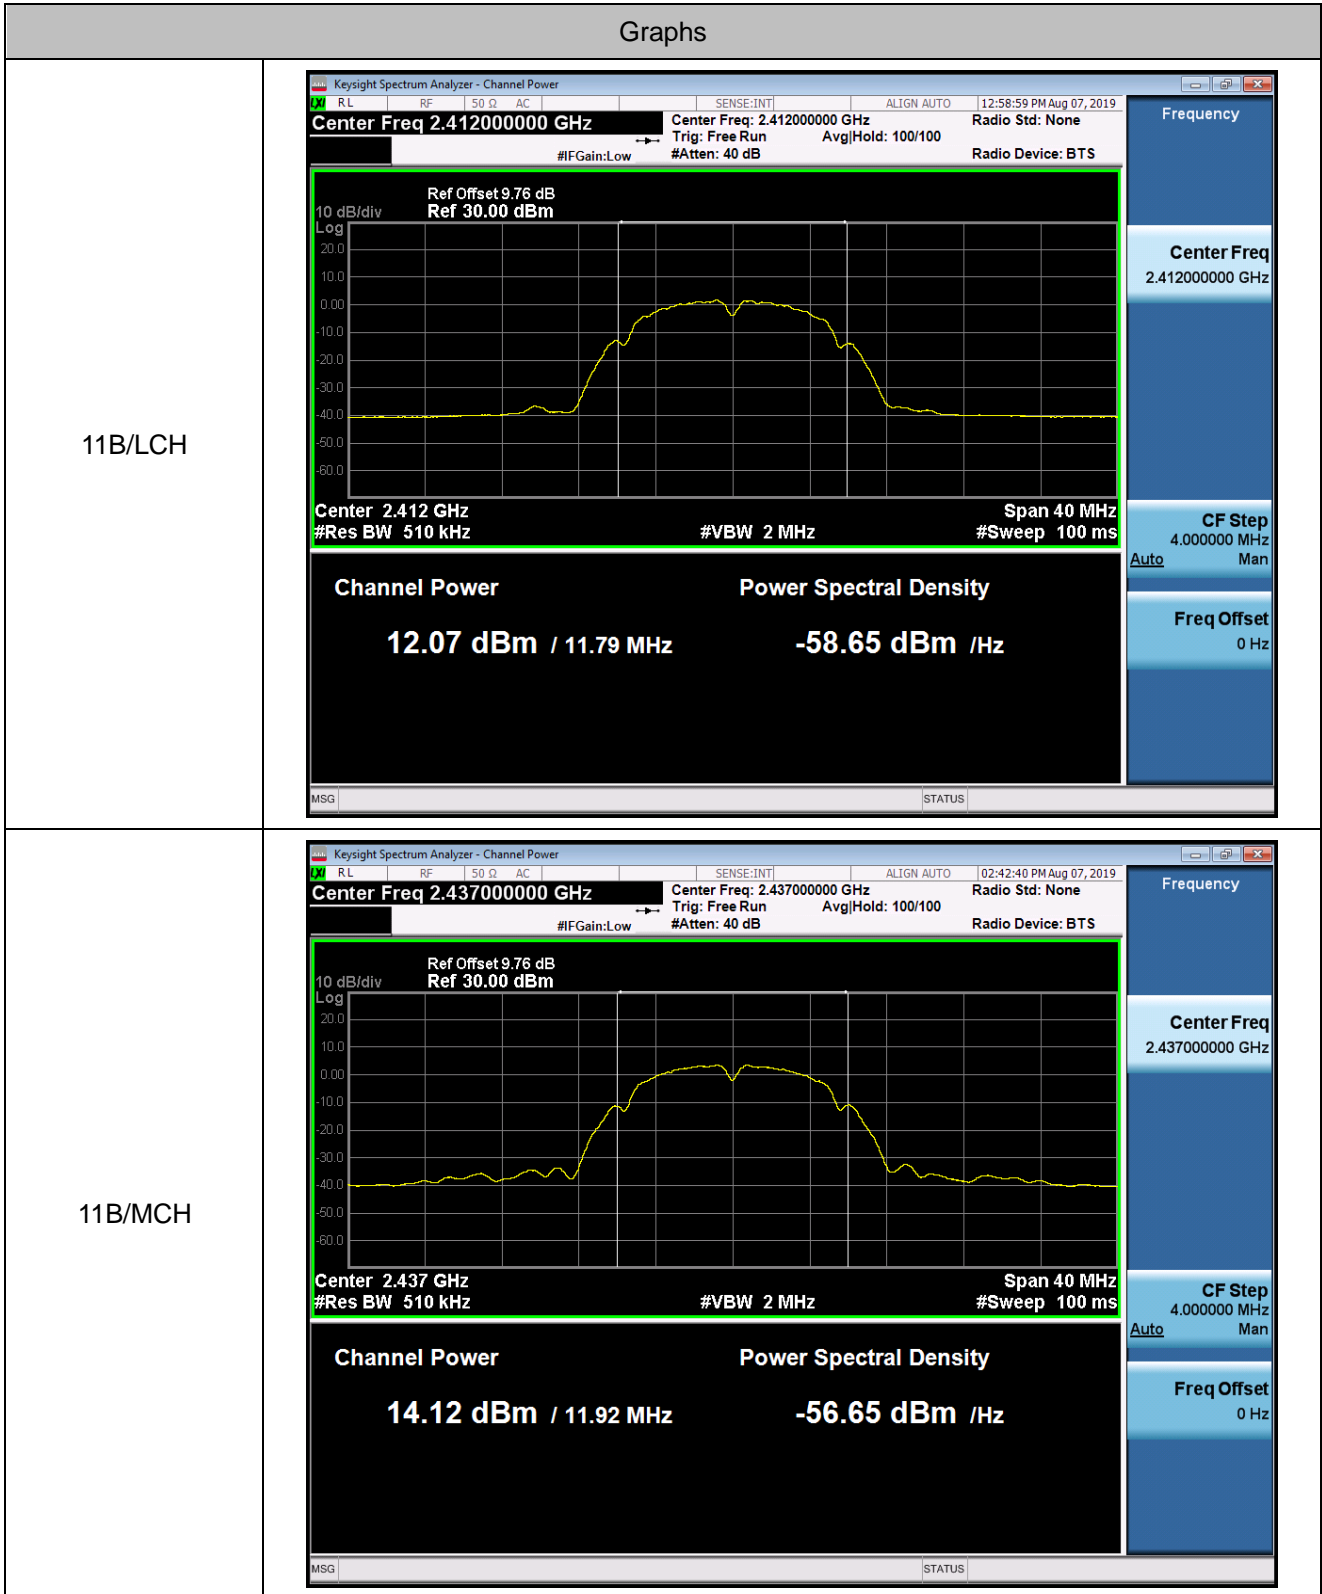 Graphs
11B/LCH
Keysight Spectrum Analyzer - Channel Power
LXI RL RF 50 Ω AC SENSE:INT ALIGN AUTO 12:58:59 PM Aug 07, 2019
Center Freq 2.412000000 GHz
Center Freq: 2.412000000 GHz Radio Std: None
Trig: Free Run Avg|Hold: 100/100
#IFGain:Low #Atten: 40 dB Radio Device: BTS
Ref Offset 9.76 dB
10 dB/div Ref 30.00 dBm
Log
20.0
10.0
0.00
-10.0
-20.0
-30.0
-40.0
-50.0
-60.0
Center 2.412 GHz Span 40 MHz
#Res BW 510 kHz #VBW 2 MHz #Sweep 100 ms
Channel Power Power Spectral Density
12.07 dBm / 11.79 MHz -58.65 dBm /Hz
MSG STATUS
Frequency
Center Freq
2.412000000 GHz
CF Step
4.000000 MHz
Auto Man
Freq Offset
0 Hz
11B/MCH
Keysight Spectrum Analyzer - Channel Power
LXI RL RF 50 Ω AC SENSE:INT ALIGN AUTO 02:42:40 PM Aug 07, 2019
Center Freq 2.437000000 GHz
Center Freq: 2.437000000 GHz Radio Std: None
Trig: Free Run Avg|Hold: 100/100
#IFGain:Low #Atten: 40 dB Radio Device: BTS
Ref Offset 9.76 dB
10 dB/div Ref 30.00 dBm
Log
20.0
10.0
0.00
-10.0
-20.0
-30.0
-40.0
-50.0
-60.0
Center 2.437 GHz Span 40 MHz
#Res BW 510 kHz #VBW 2 MHz #Sweep 100 ms
Channel Power Power Spectral Density
14.12 dBm / 11.92 MHz -56.65 dBm /Hz
MSG STATUS
Frequency
Center Freq
2.437000000 GHz
CF Step
4.000000 MHz
Auto Man
Freq Offset
0 Hz